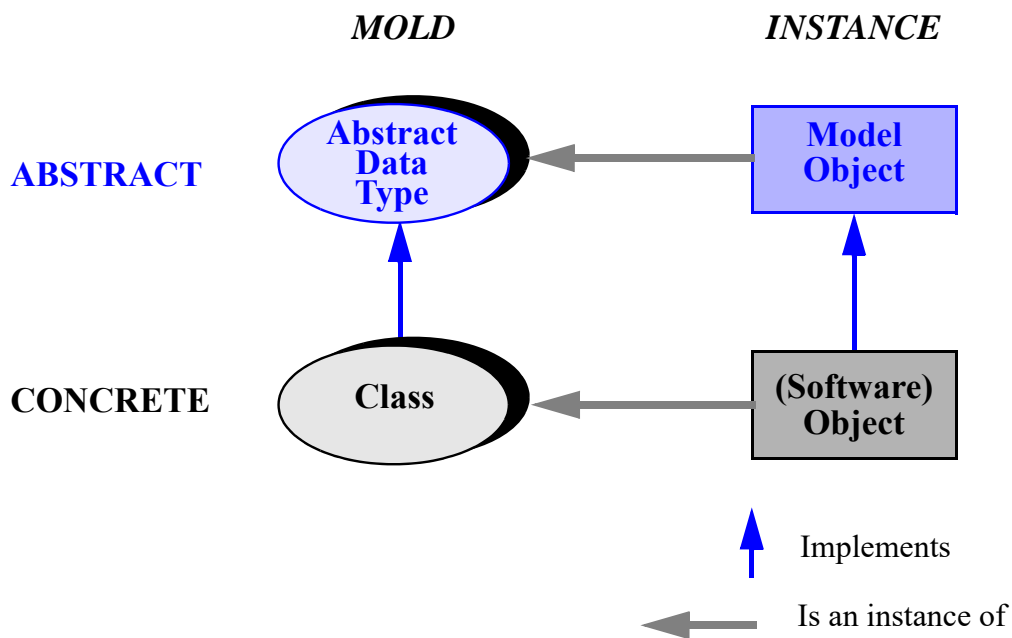 MOLD
INSTANCE
ABSTRACT
Abstract
Data
Type
Model
Object
CONCRETE
Class
(Software)
Object
Implements
Is an instance of